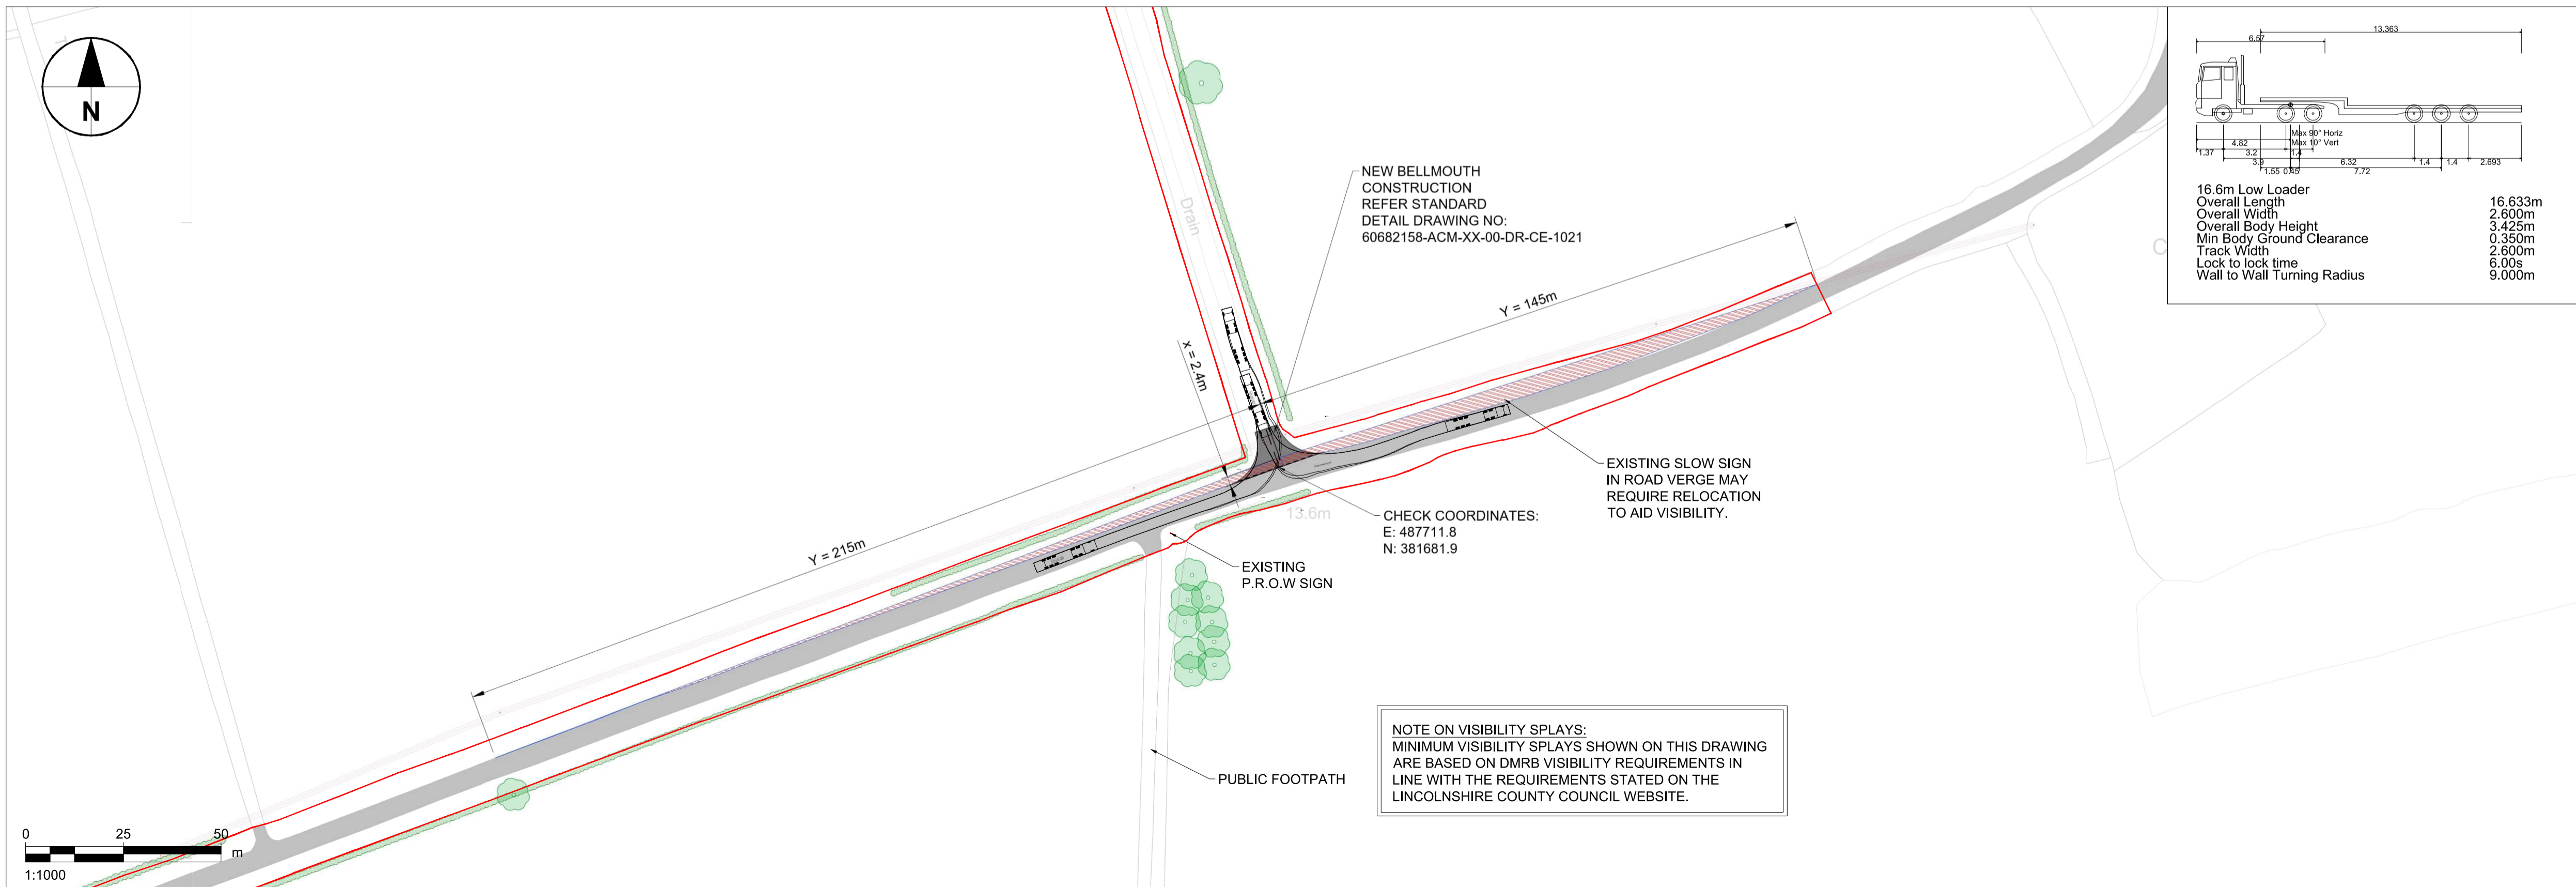 N
NEW BELLMOUTH
CONSTRUCTION
REFER STANDARD
DETAIL DRAWING NO:
60682158-ACM-XX-00-DR-CE-1021
Drain
x = 2.4m
Y = 145m
Y = 215m
EXISTING SLOW SIGN
IN ROAD VERGE MAY
REQUIRE RELOCATION
TO AID VISIBILITY.
13.6m
CHECK COORDINATES:
E: 487711.8
N: 381681.9
EXISTING
P.R.O.W SIGN
PUBLIC FOOTPATH
NOTE ON VISIBILITY SPLAYS:
MINIMUM VISIBILITY SPLAYS SHOWN ON THIS DRAWING
ARE BASED ON DMRB VISIBILITY REQUIREMENTS IN
LINE WITH THE REQUIREMENTS STATED ON THE
LINCOLNSHIRE COUNTY COUNCIL WEBSITE.
0 25 50
m
1:1000
13.363
6.57
Max 90° Horiz
Max 10° Vert
4.82
1.37 3.2 1.4
3.9 6.32 1.4 1.4 2.693
1.55 0.45 7.72
16.6m Low Loader
Overall Length 16.633m
Overall Width 2.600m
Overall Body Height 3.425m
Min Body Ground Clearance 0.350m
Track Width 2.600m
Lock to lock time 6.00s
Wall to Wall Turning Radius 9.000m